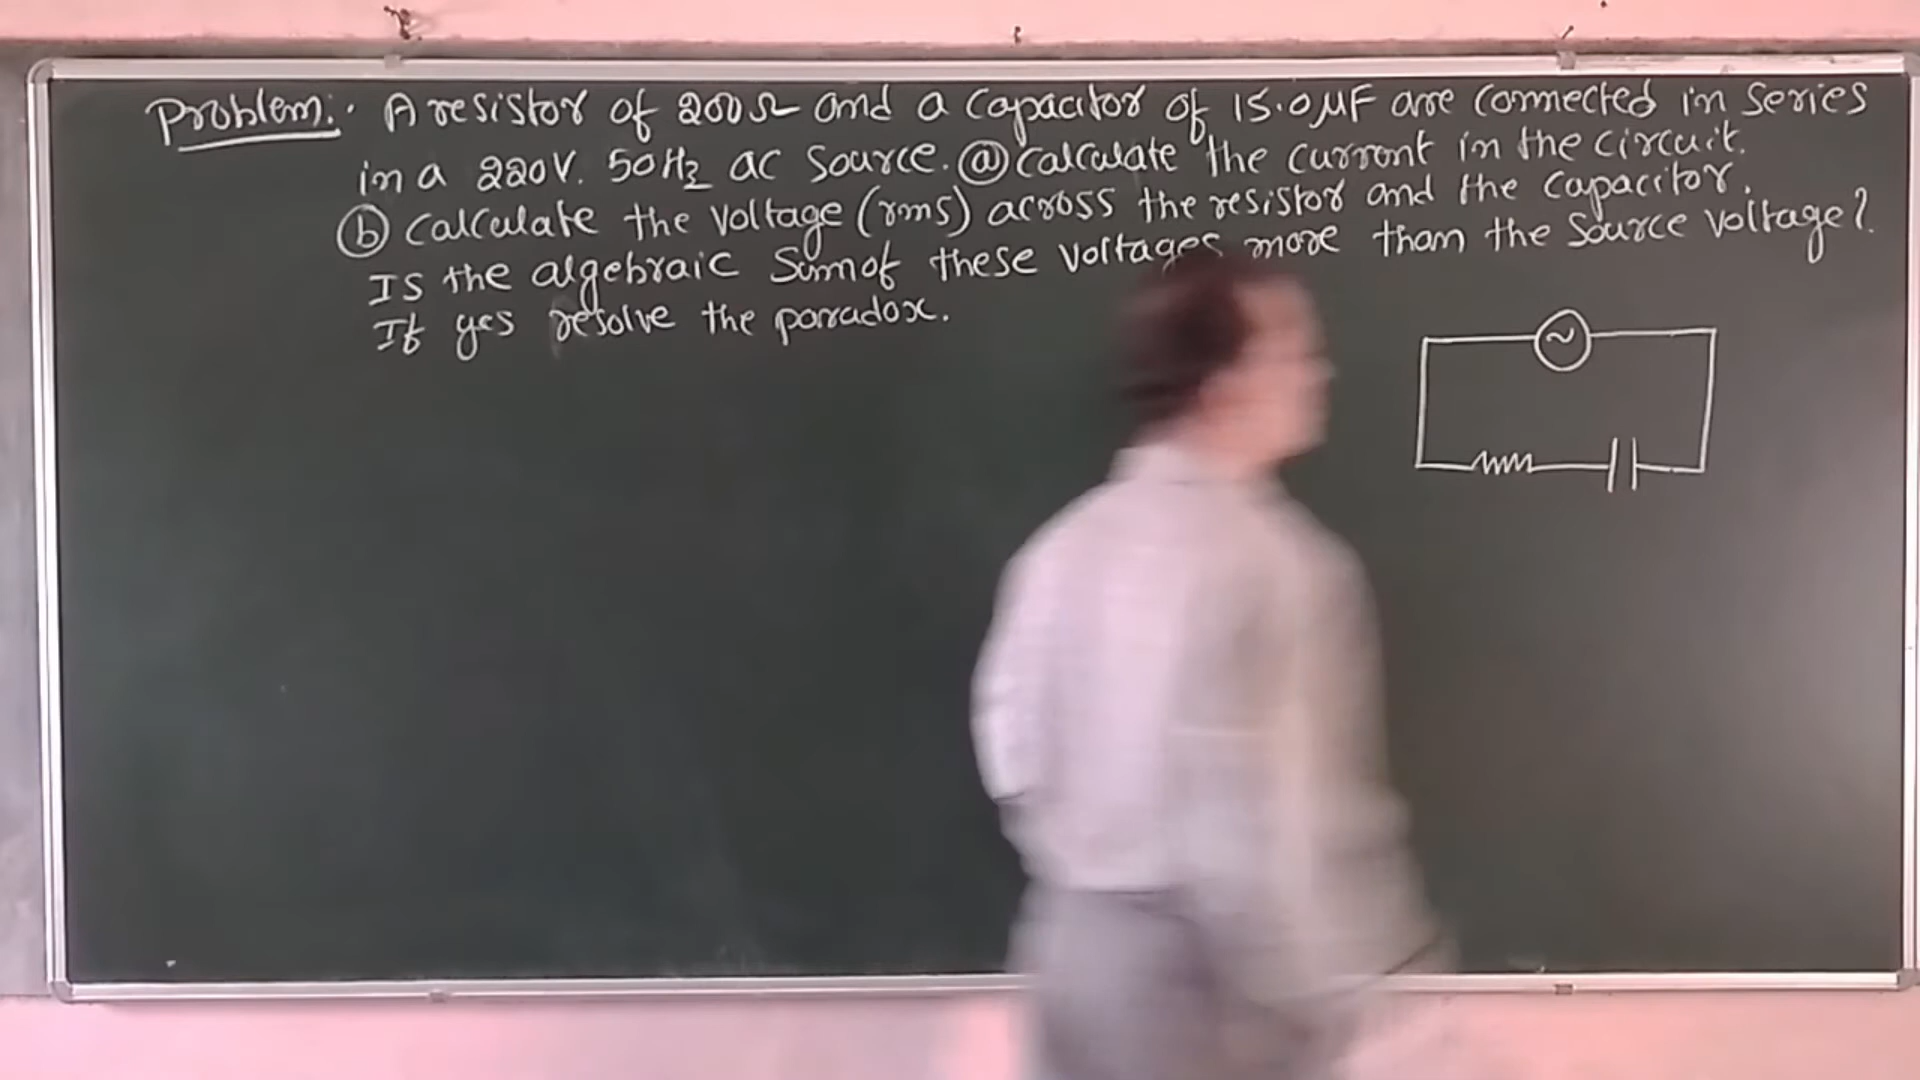 Problem:. A resistor of 200Ω and a capacitor of 15.0μF are connected in series
in a 220V. 50Hz ac source. ⓐ Calculate the current in the circuit.
ⓑ Calculate the voltage (rms) across the resistor and the capacitor.
Is the algebraic sum of these voltages more than the source voltage?
If yes resolve the paradox.
~